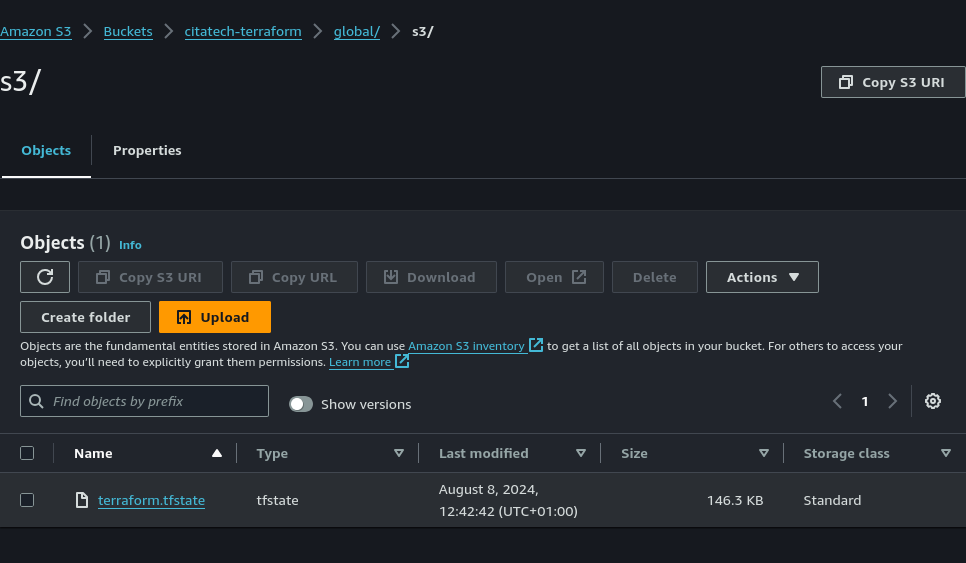 Amazon S3 Buckets citatech-terraform global/ s3/
s3/
Copy S3 URI
Objects Properties
Objects (1) Info
Copy S3 URI Copy URL Download Open Delete Actions
Create folder Upload
Objects are the fundamental entities stored in Amazon S3. You can use Amazon S3 inventory to get a list of all objects in your bucket. For others to access your
objects, you'll need to explicitly grant them permissions. Learn more
Find objects by prefix Show versions 1
Name Type Last modified Size Storage class
terraform.tfstate tfstate August 8, 2024, 146.3 KB Standard
12:42:42 (UTC+01:00)